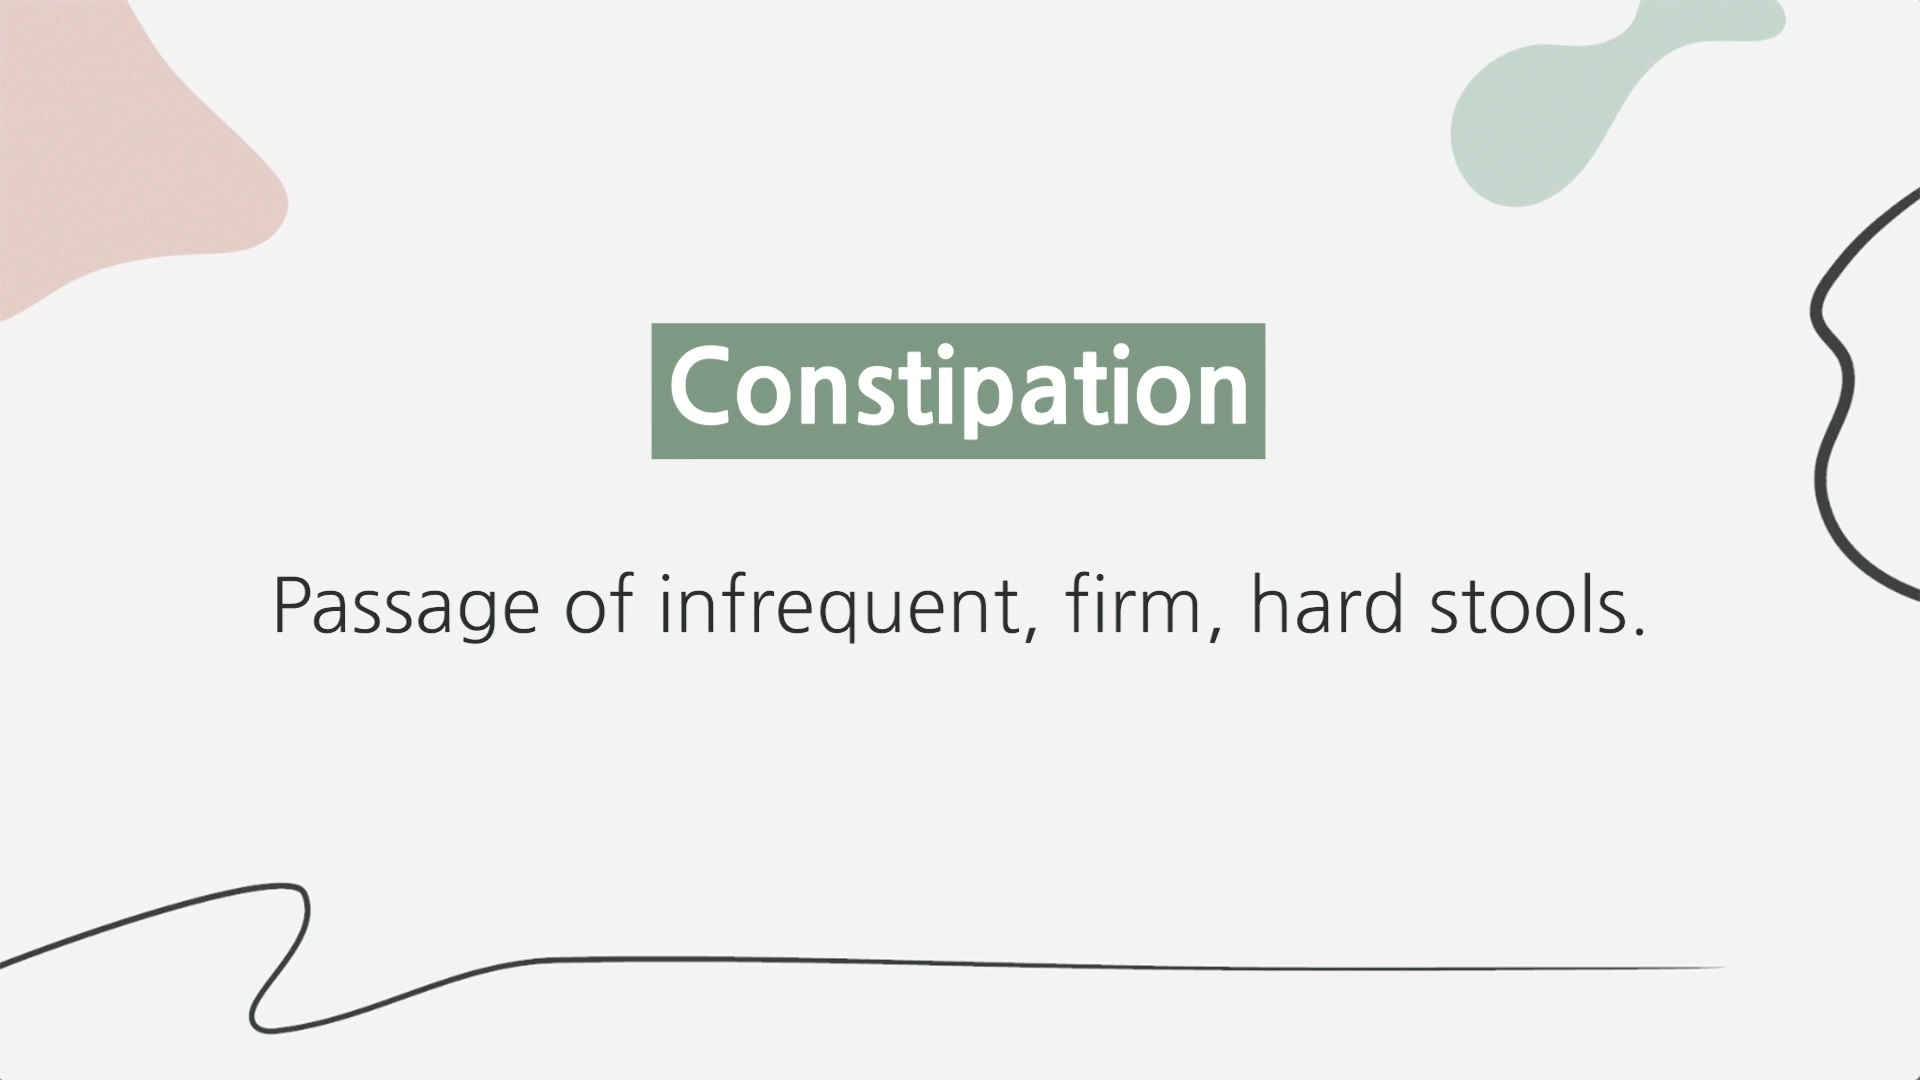 Constipation
Passage of infrequent, firm, hard stools.